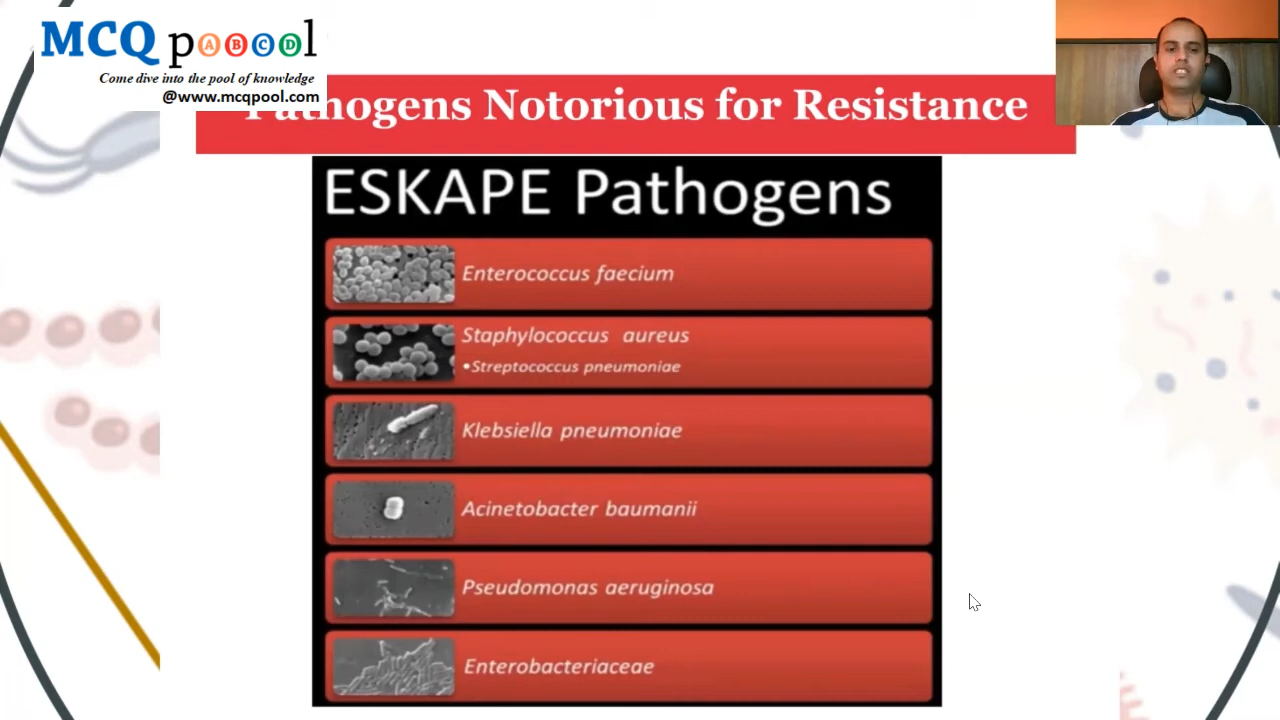 MCQ pooool
A B C D
Come dive into the pool of knowledge
@www.mcqpool.com
Pathogens Notorious for Resistance
ESKAPE Pathogens
Enterococcus faecium
Staphylococcus aureus
•Streptococcus pneumoniae
Klebsiella pneumoniae
Acinetobacter baumanii
Pseudomonas aeruginosa
Enterobacteriaceae